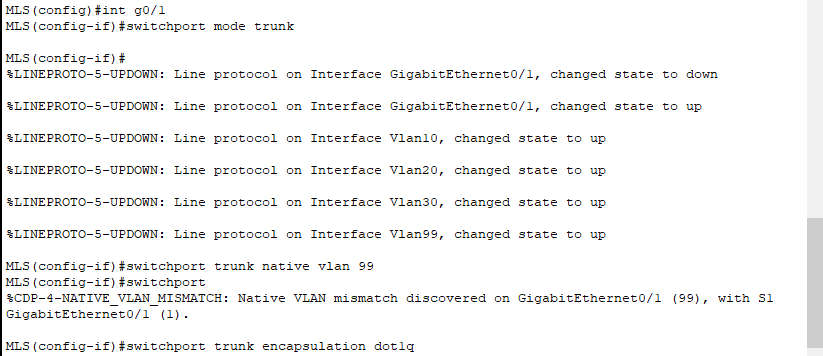 MLS(config)#int g0/1
MLS(config-if)#switchport mode trunk
MLS(config-if)#
%LINEPROTO-5-UPDOWN: Line protocol on Interface GigabitEthernet0/1, changed state to down
%LINEPROTO-5-UPDOWN: Line protocol on Interface GigabitEthernet0/1, changed state to up
%LINEPROTO-5-UPDOWN: Line protocol on Interface Vlan10, changed state to up
%LINEPROTO-5-UPDOWN: Line protocol on Interface Vlan20, changed state to up
%LINEPROTO-5-UPDOWN: Line protocol on Interface Vlan30, changed state to up
%LINEPROTO-5-UPDOWN: Line protocol on Interface Vlan99, changed state to up
MLS(config-if)#switchport trunk native vlan 99
MLS(config-if)#switchport
%CDP-4-NATIVE_VLAN_MISMATCH: Native VLAN mismatch discovered on GigabitEthernet0/1 (99), with S1
GigabitEthernet0/1 (1).
MLS(config-if)#switchport trunk encapsulation dot1q